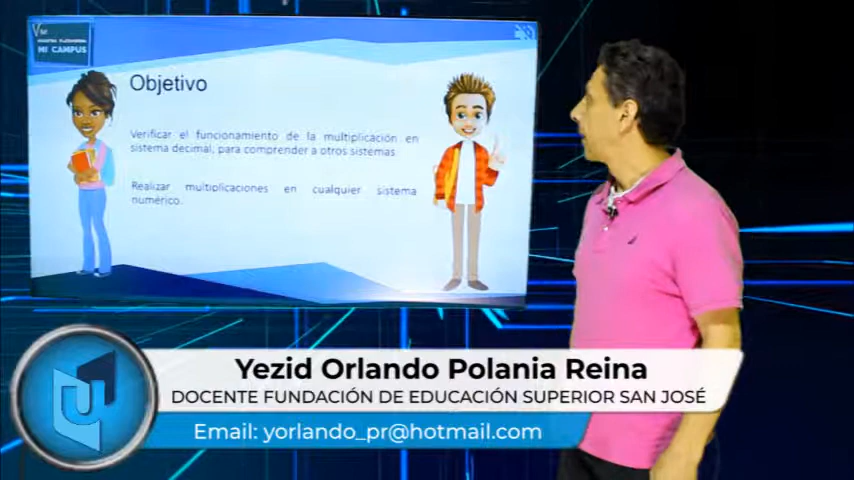 MI CAMPUS
Objetivo
Verificar el funcionamiento de la multiplicación en
sistema decimal, para comprender a otros sistemas
Realizar multiplicaciones en cualquier sistema
numérico.
Yezid Orlando Polania Reina
DOCENTE FUNDACIÓN DE EDUCACIÓN SUPERIOR SAN JOSÉ
Email: yorlando_pr@hotmail.com